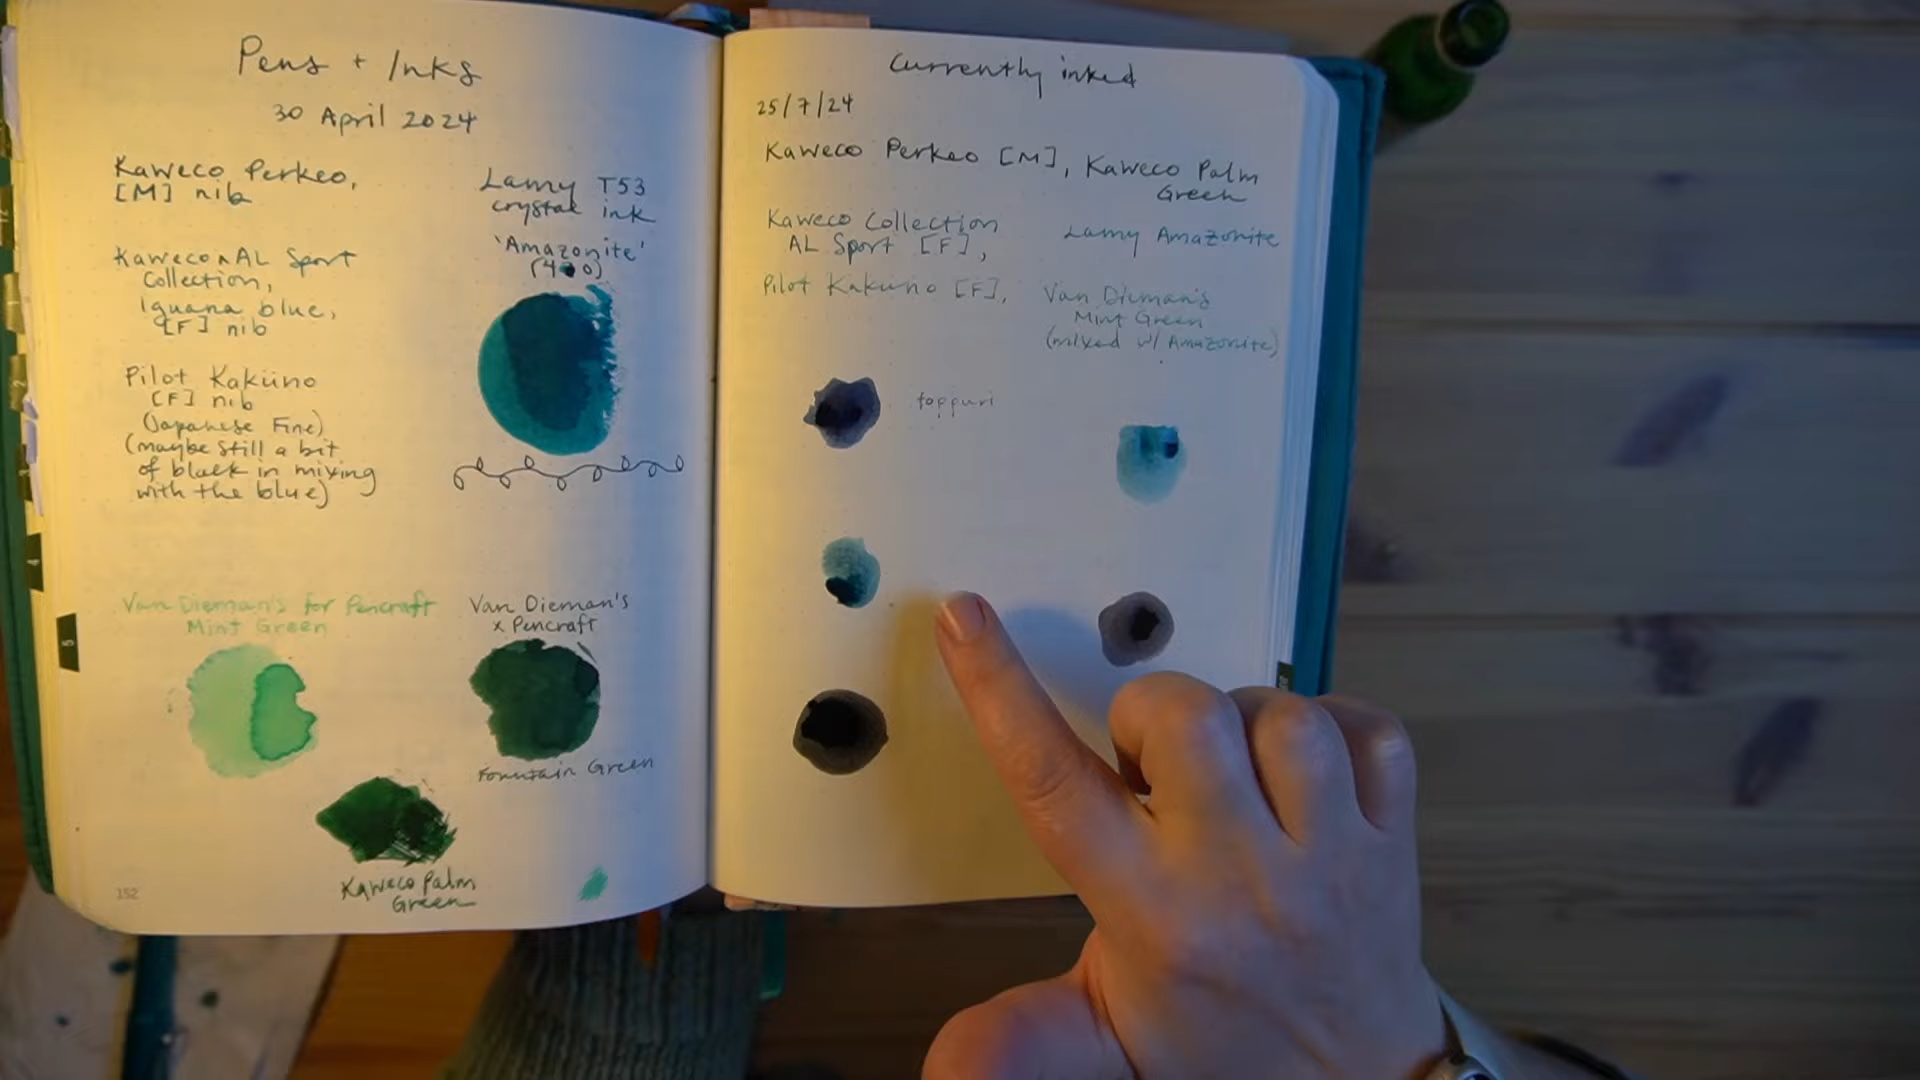 Pens + Inks
30 April 2024
Kaweco Perkeo,
[M] nib
Kaweco AL Sport
Collection,
Iguana blue,
[F] nib
Pilot Kaküno
[F] nib
(Japanese Fine)
(maybe still a bit
of black in mixing
with the blue)
Lamy T53
crystal ink
'Amazonite'
Van Dieman's for Pencraft
Mint Green
Van Dieman's
x Pencraft
Fountain Green
Kaweco Palm
Green
152
4
5
Currently inked
25/7/24
Kaweco Perkeo [M], Kaweco Palm
Green
Kaweco Collection
AL Sport [F],
Lamy Amazonite
Pilot Kakuno [F],
Van Dieman's
Mint Green
(mixed w/ Amazonite)
toppuri